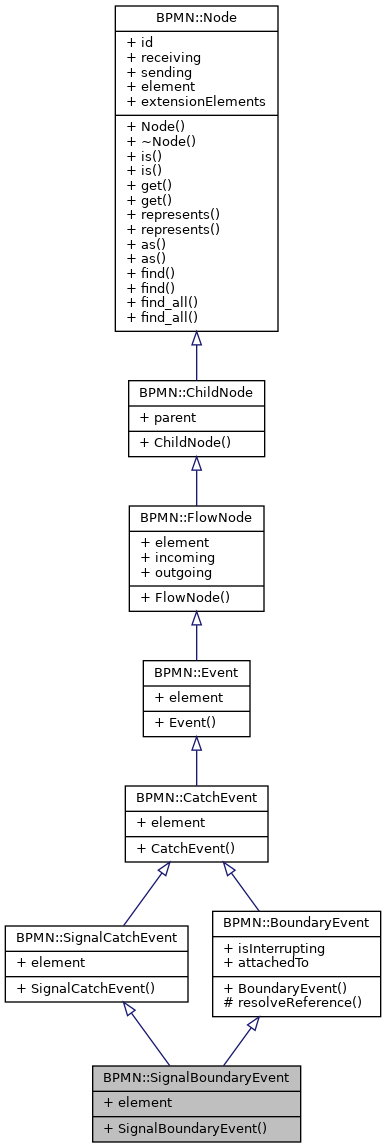 BPMN::Node
+ id
+ receiving
+ sending
+ element
+ extensionElements
+ Node()
+ ~Node()
+ is()
+ is()
+ get()
+ get()
+ represents()
+ represents()
+ as()
+ as()
+ find()
+ find()
+ find_all()
+ find_all()
BPMN::ChildNode
+ parent
+ ChildNode()
BPMN::FlowNode
+ element
+ incoming
+ outgoing
+ FlowNode()
BPMN::Event
+ element
+ Event()
BPMN::CatchEvent
+ element
+ CatchEvent()
BPMN::SignalCatchEvent
+ element
+ SignalCatchEvent()
BPMN::BoundaryEvent
+ isInterrupting
+ attachedTo
+ BoundaryEvent()
# resolveReference()
BPMN::SignalBoundaryEvent
+ element
+ SignalBoundaryEvent()